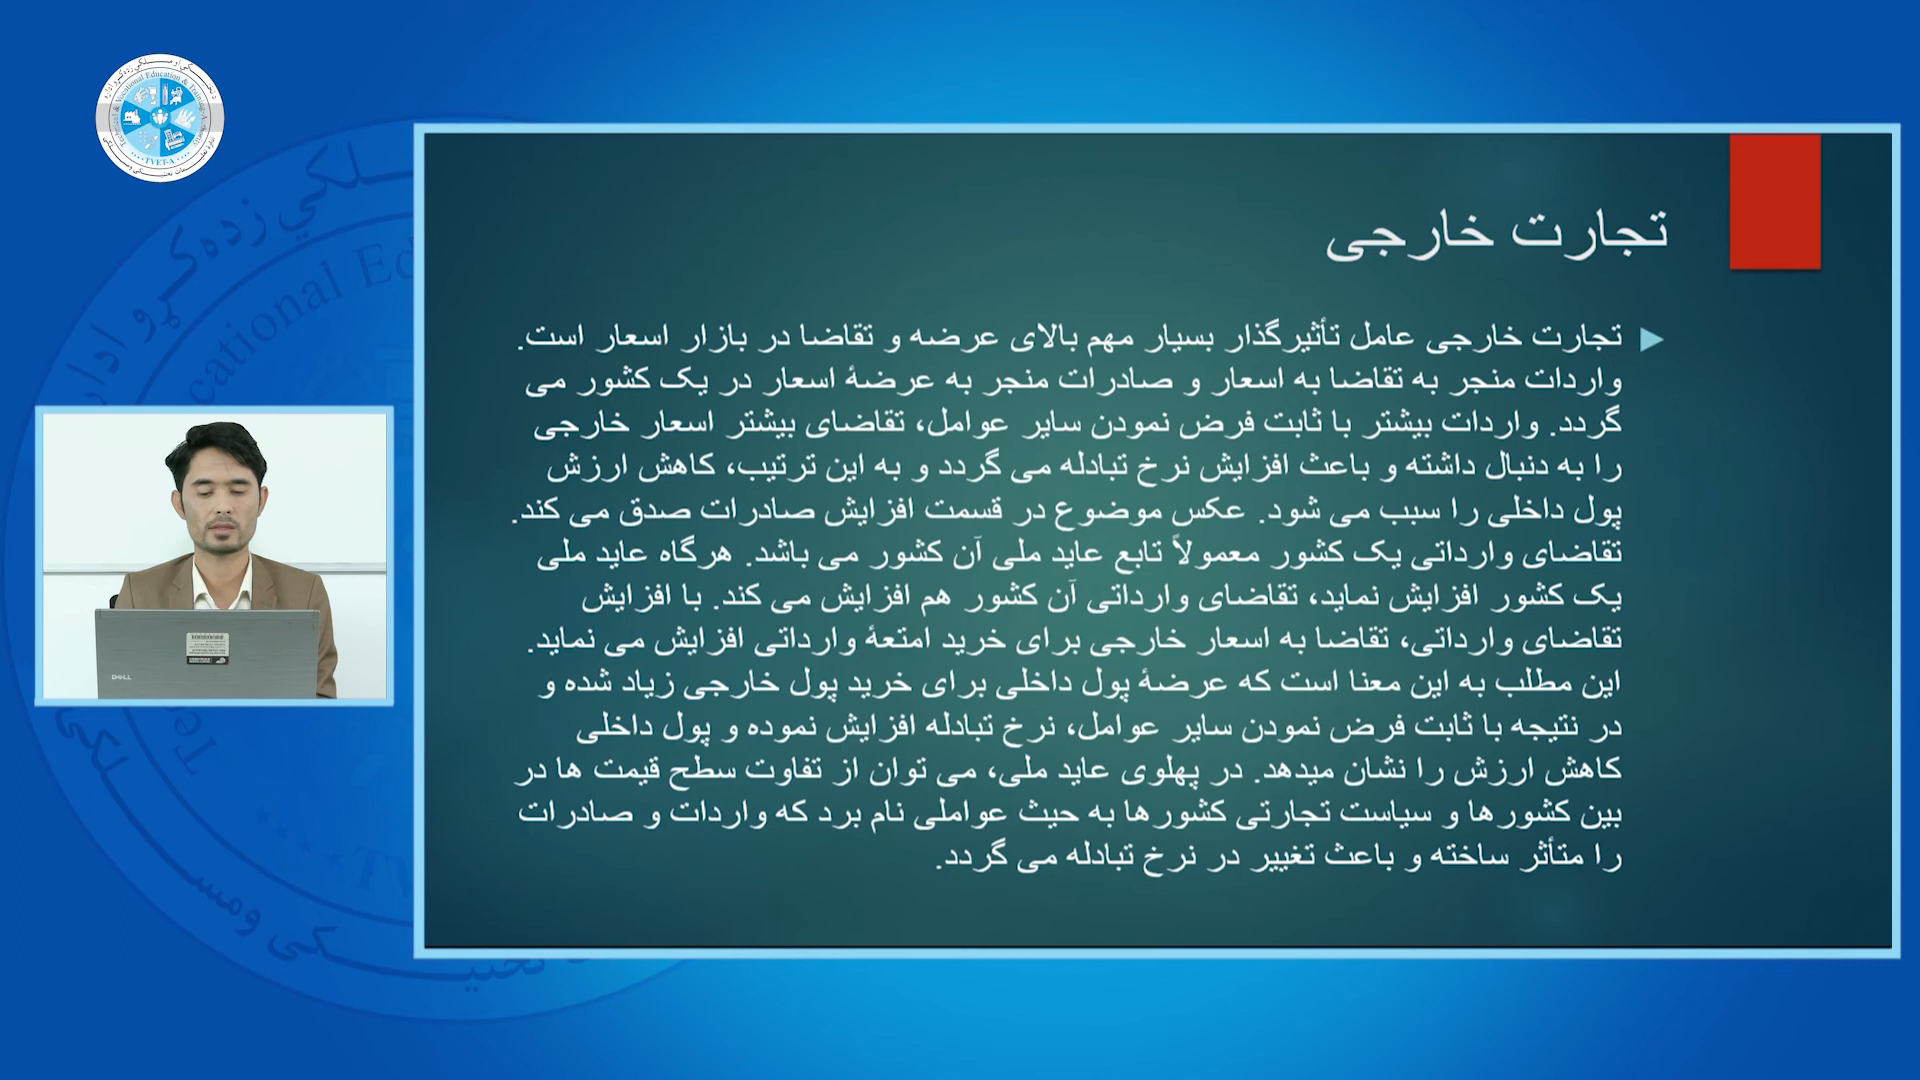 تجارت خارجی
تجارت خارجی عامل تأثیرگذار بسیار مهم بالای عرضه و تقاضا در بازار اسعار است.
واردات منجر به تقاضا به اسعار و صادرات منجر به عرضهٔ اسعار در یک کشور می
گردد. واردات بیشتر با ثابت فرض نمودن سایر عوامل، تقاضای بیشتر اسعار خارجی
را به دنبال داشته و باعث افزایش نرخ تبادله می گردد و به این ترتیب، کاهش ارزش
پول داخلی را سبب می شود. عکس موضوع در قسمت افزایش صادرات صدق می کند.
تقاضای وارداتی یک کشور معمولاً تابع عاید ملی آن کشور می باشد. هرگاه عاید ملی
یک کشور افزایش نماید، تقاضای وارداتی آن کشور هم افزایش می کند. با افزایش
تقاضای وارداتی، تقاضا به اسعار خارجی برای خرید امتعهٔ وارداتی افزایش می نماید.
این مطلب به این معنا است که عرضهٔ پول داخلی برای خرید پول خارجی زیاد شده و
در نتیجه با ثابت فرض نمودن سایر عوامل، نرخ تبادله افزایش نموده و پول داخلی
کاهش ارزش را نشان میدهد. در پهلوی عاید ملی، می توان از تفاوت سطح قیمت ها در
بین کشورها و سیاست تجارتی کشورها به حیث عواملی نام برد که واردات و صادرات
را متأثر ساخته و باعث تغییر در نرخ تبادله می گردد.
TVET-A
DELL